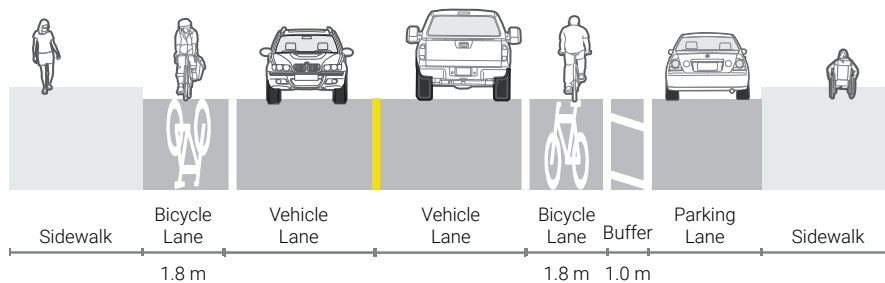 Sidewalk
Bicycle
Lane
Vehicle
Lane
Vehicle
Lane
Bicycle
Lane
Buffer
Parking
Lane
Sidewalk
1.8 m
1.8 m
1.0 m